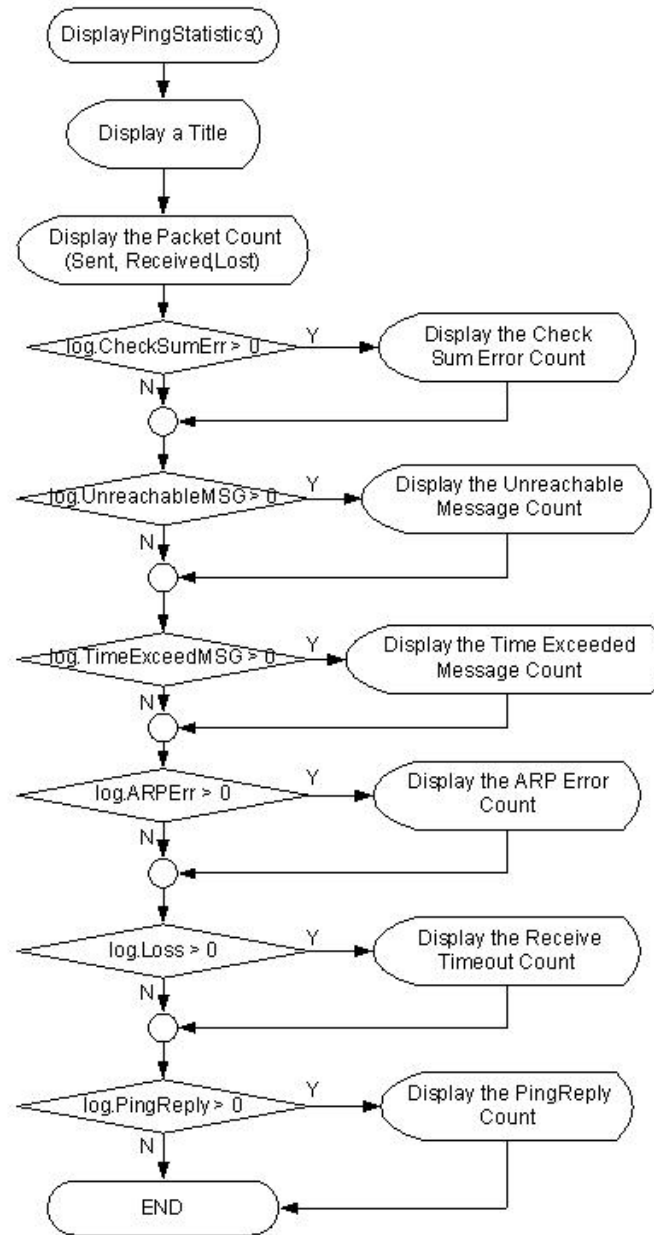 DisplayPingStatistics()
Display a Title
Display the Packet Count
(Sent, Received,Lost)
log.CheckSumErr > 0
Y
Display the Check
Sum Error Count
N
log.UnreachableMSG > 0
Y
Display the Unreachable
Message Count
N
log.TimeExceedMSG > 0
Y
Display the Time Exceeded
Message Count
N
log.ARPErr > 0
Y
Display the ARP Error
Count
N
log.Loss > 0
Y
Display the Receive
Timeout Count
N
log.PingReply > 0
Y
Display the PingReply
Count
N
END